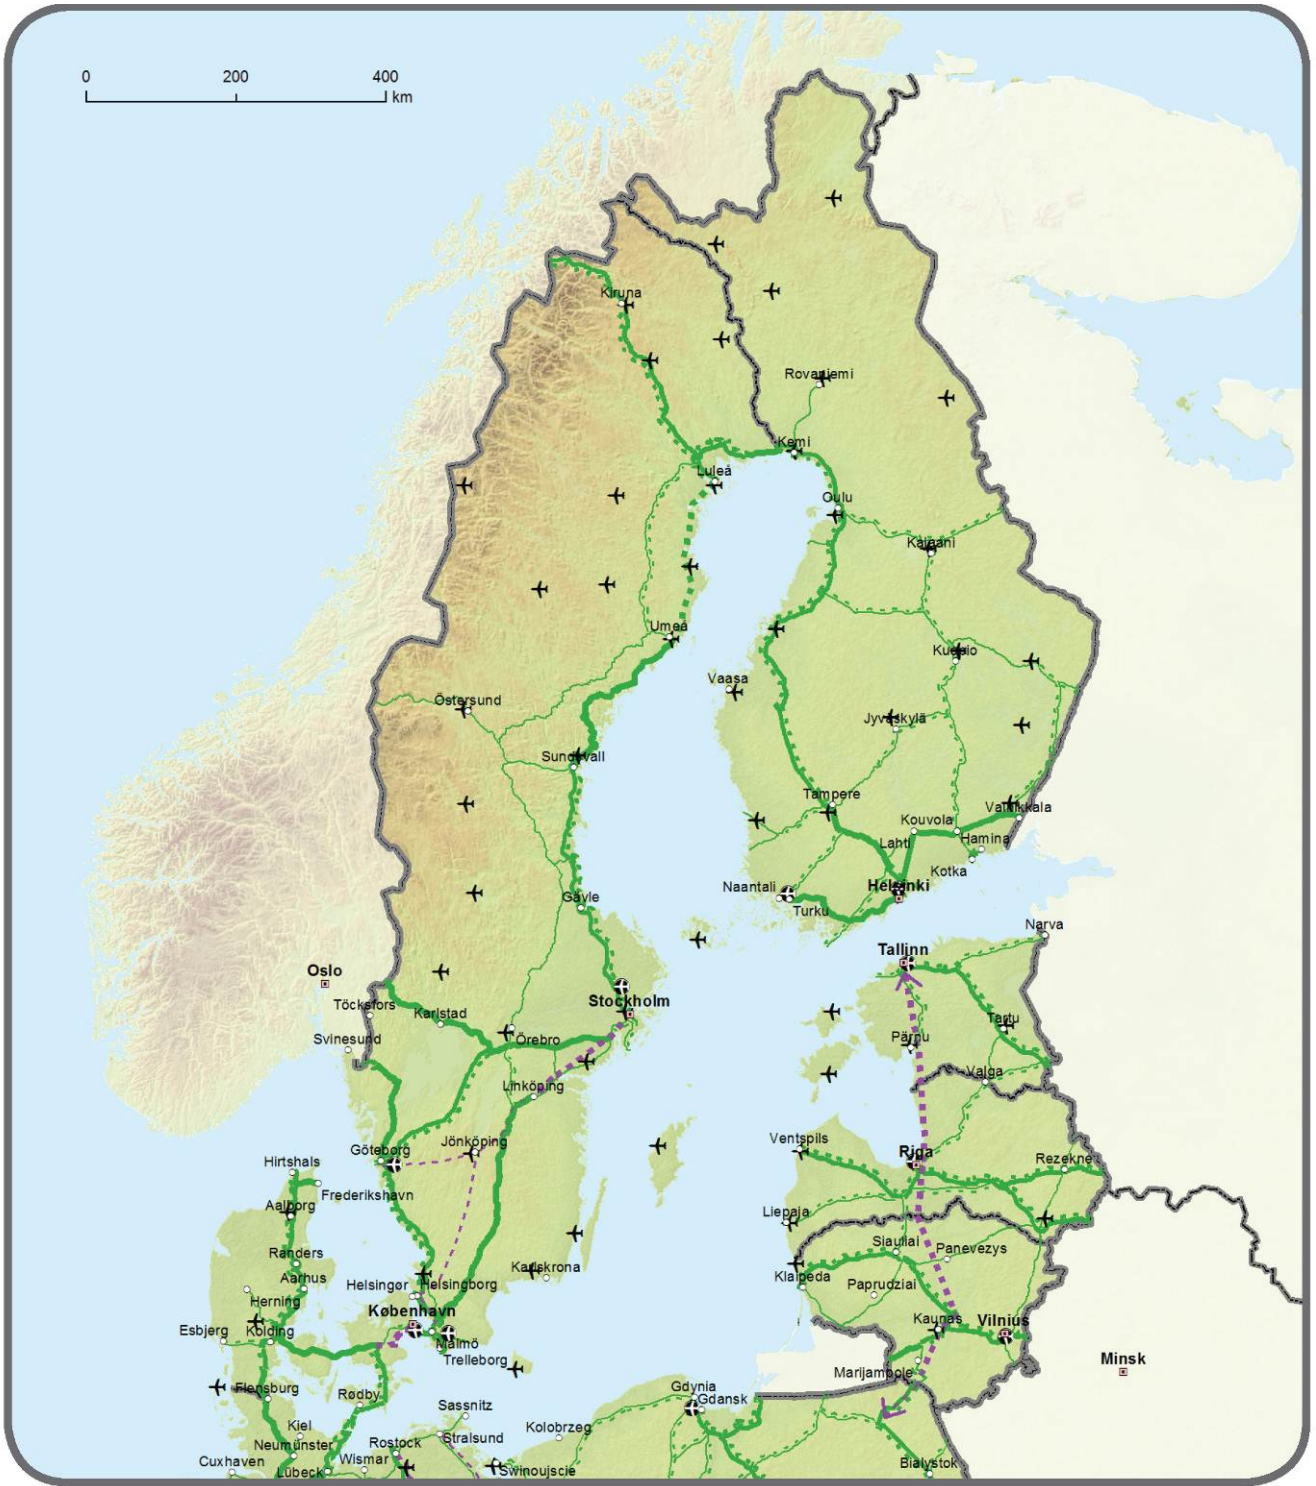 0 200 400
km
Kiruna
Rovaniemi
Kemi
Luleå
Oulu
Kajaani
Umeå
Kuopio
Vaasa
Östersund
Jyväskylä
Sundsvall
Tampere
Vainikkala
Kouvola
Lahti
Hamina
Kotka
Naantali
Helsinki
Gävle
Turku
Narva
Tallinn
Oslo
Stockholm
Töcksfors
Karlstad
Tartu
Svinesund
Örebro
Pärnu
Valga
Linköping
Ventspils
Jönköping
Göteborg
Riga
Rezekne
Hirtshals
Frederikshavn
Aalborg
Liepaja
Siauliai
Panevezys
Randers
Karlskrona
Aarhus
Helsingør
Helsingborg
Klaipeda
Paprudziai
Herning
København
Kaunas
Vilnius
Esbjerg
Kolding
Malmö
Trelleborg
Minsk
Marijampole
Flensburg
Rødby
Gdynia
Gdansk
Sassnitz
Kiel
Kolobrzeg
Neumünster
Rostock
Stralsund
Cuxhaven
Lübeck
Wismar
Swinoujscie
Bialystok